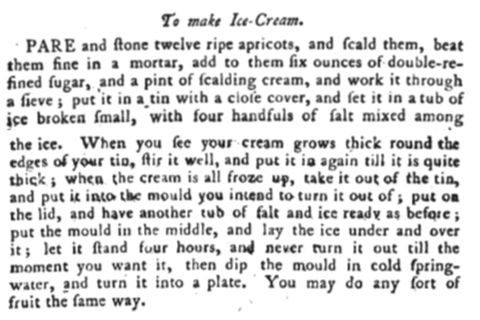 To make Ice-Cream.
PARE and ſtone twelve ripe apricots, and ſcald them, beat
them fine in a mortar, add to them ſix ounces of double-re-
fined ſugar, and a pint of ſcalding cream, and work it through
a ſieve; put it in a tin with a cloſe cover, and ſet it in a tub of
ice broken ſmall, with four handfuls of ſalt mixed among
the ice. When you ſee your cream grows thick round the
edges of your tin, ſtir it well, and put it in again till it is quite
thick; when the cream is all froze up, take it out of the tin,
and put it into the mould you intend to turn it out of; put on
the lid, and have another tub of ſalt and ice ready as before;
put the mould in the middle, and lay the ice under and over
it; let it ſtand four hours, and never turn it out till the
moment you want it, then dip the mould in cold ſpring-
water, and turn it into a plate. You may do any ſort of
fruit the ſame way.